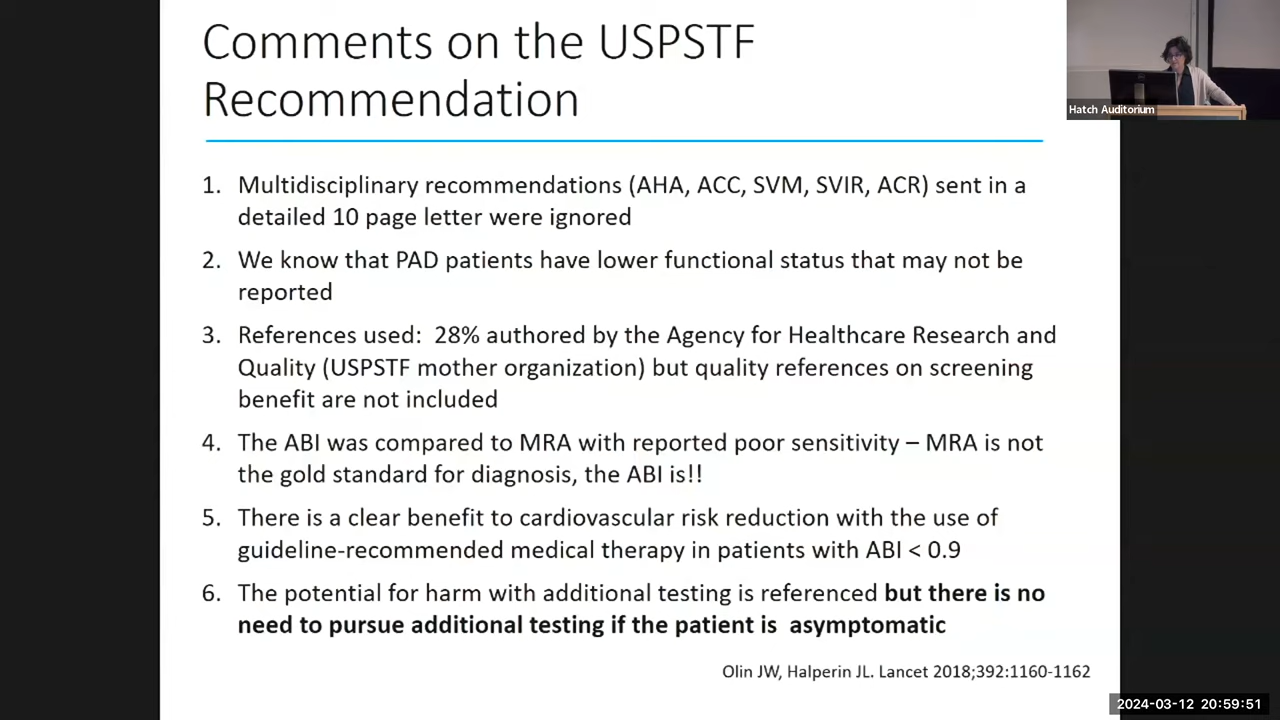 Comments on the USPSTF
Recommendation
Hatch Auditorium
1. Multidisciplinary recommendations (AHA, ACC, SVM, SVIR, ACR) sent in a
detailed 10 page letter were ignored
2. We know that PAD patients have lower functional status that may not be
reported
3. References used: 28% authored by the Agency for Healthcare Research and
Quality (USPSTF mother organization) but quality references on screening
benefit are not included
4. The ABI was compared to MRA with reported poor sensitivity – MRA is not
the gold standard for diagnosis, the ABI is!!
5. There is a clear benefit to cardiovascular risk reduction with the use of
guideline-recommended medical therapy in patients with ABI < 0.9
6. The potential for harm with additional testing is referenced but there is no
need to pursue additional testing if the patient is asymptomatic
Olin JW, Halperin JL. Lancet 2018;392:1160-1162
2024-03-12 20:59:51